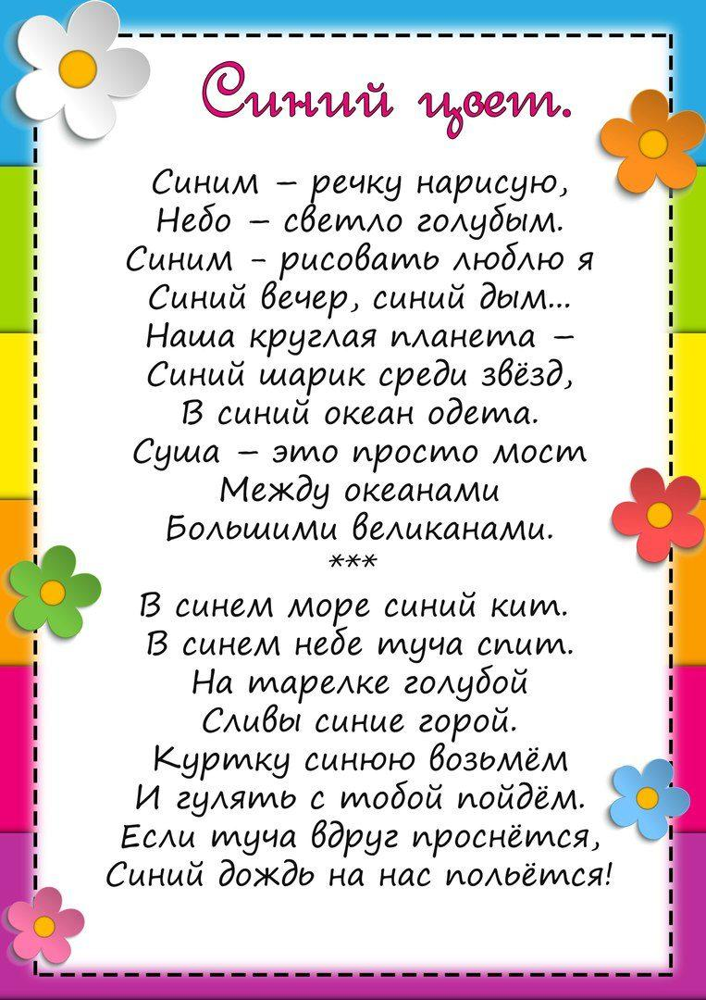 Синий цвет.
Синим – речку нарисую,
Небо – светло голубым.
Синим - рисовать люблю я
Синий вечер, синий дым...
Наша круглая планета –
Синий шарик среди звёзд,
В синий океан одета.
Суша – это просто мост
Между океанами
Большими великанами.
***
В синем море синий кит.
В синем небе туча спит.
На тарелке голубой
Сливы синие горой.
Куртку синюю возьмём
И гулять с тобой пойдём.
Если туча вдруг проснётся,
Синий дождь на нас польётся!